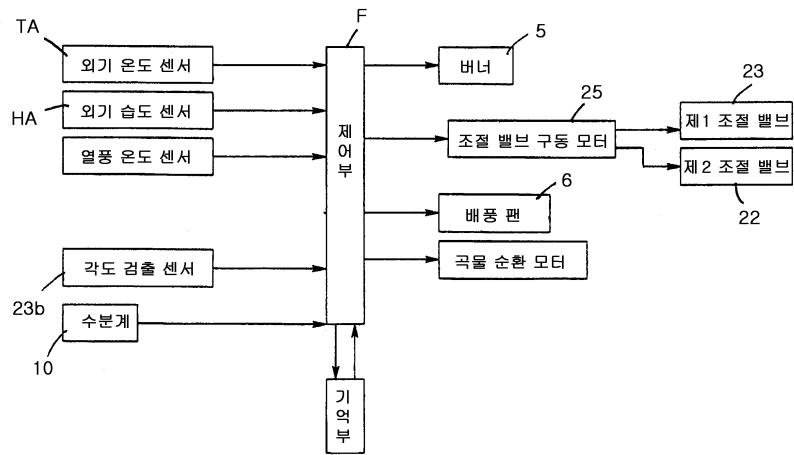 TA
외기 온도 센서
HA
외기 습도 센서
열풍 온도 센서
각도 검출 센서
23b
수분계
10
F
제어부
기억부
5
버너
25
조절 밸브 구동 모터
23
제1 조절 밸브
제2 조절 밸브
22
6
배풍 팬
곡물 순환 모터